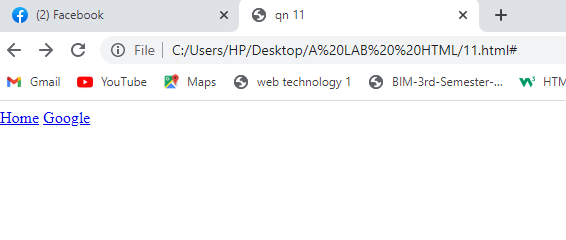 (2) Facebook qn 11
File C:/Users/HP/Desktop/A%20LAB%20%20HTML/11.html#
Gmail YouTube Maps web technology 1 BIM-3rd-Semester-... HTM
Home Google